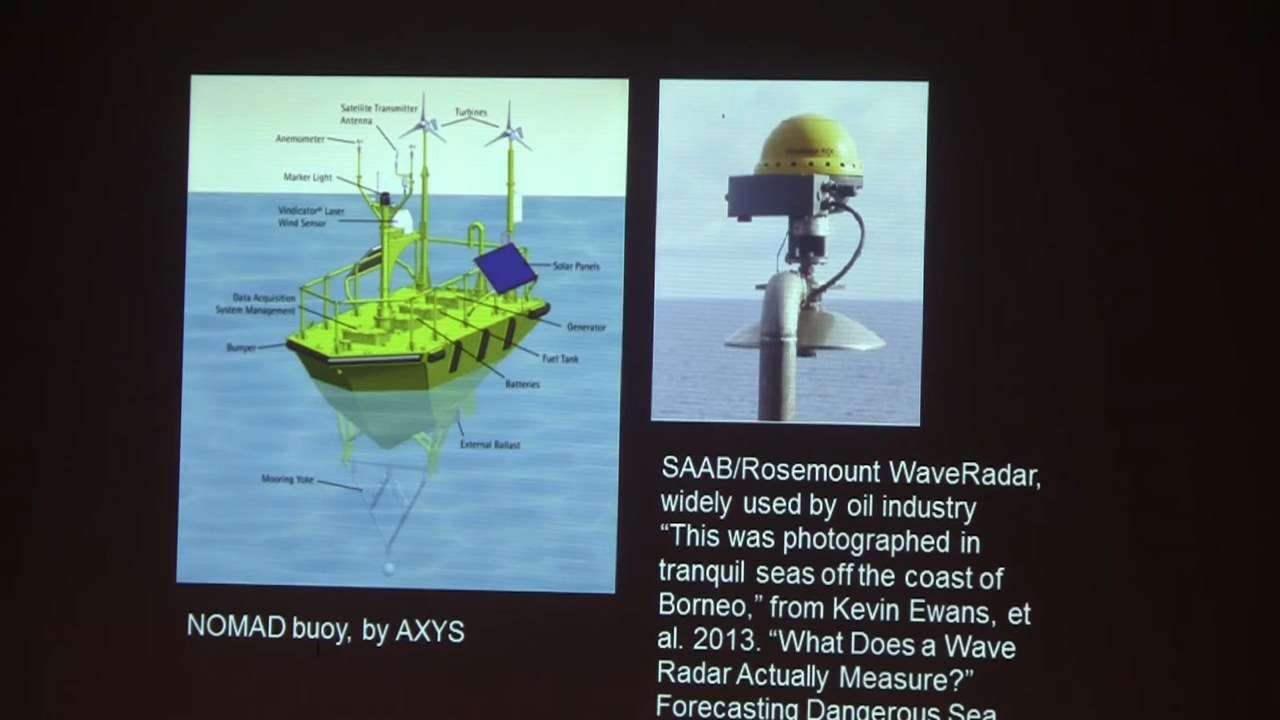 Satellite Transmitter
Antenna
Turbines
Anemometer
Marker Light
Vindicator® Laser
Wind Sensor
Solar Panels
Data Acquisition
System Management
Generator
Bumper
Fuel Tank
Batteries
External Ballast
Mooring Yoke
NOMAD buoy, by AXYS
SAAB/Rosemount WaveRadar,
widely used by oil industry
“This was photographed in
tranquil seas off the coast of
Borneo,” from Kevin Ewans, et
al. 2013. “What Does a Wave
Radar Actually Measure?”
Forecasting Dangerous Sea